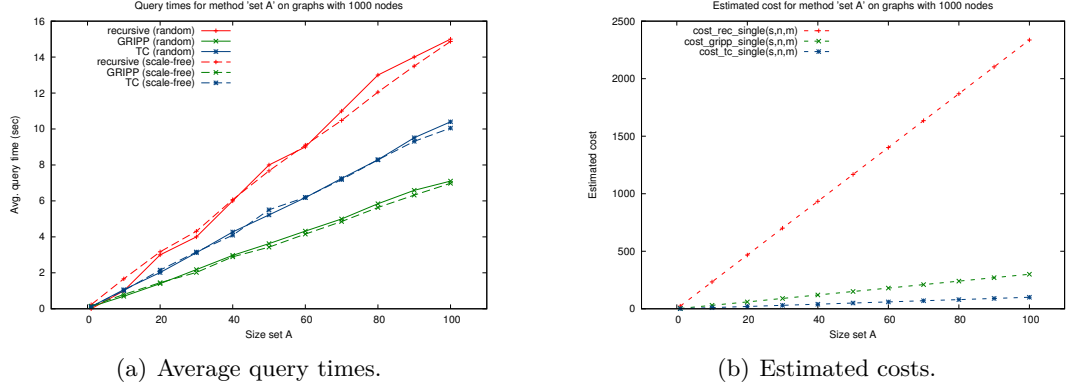 Query times for method 'set A' on graphs with 1000 nodes
16
14
12
10
8
6
4
2
0
Avg. query time (sec)
recursive (random)
GRIPP (random)
TC (random)
recursive (scale-free)
GRIPP (scale-free)
TC (scale-free)
0 20 40 60 80 100
Size set A
(a) Average query times.
Estimated cost for method 'set A' on graphs with 1000 nodes
2500
2000
1500
1000
500
0
Estimated cost
cost_rec_single(s,n,m)
cost_gripp_single(s,n,m)
cost_tc_single(s,n,m)
0 20 40 60 80 100
Size set A
(b) Estimated costs.